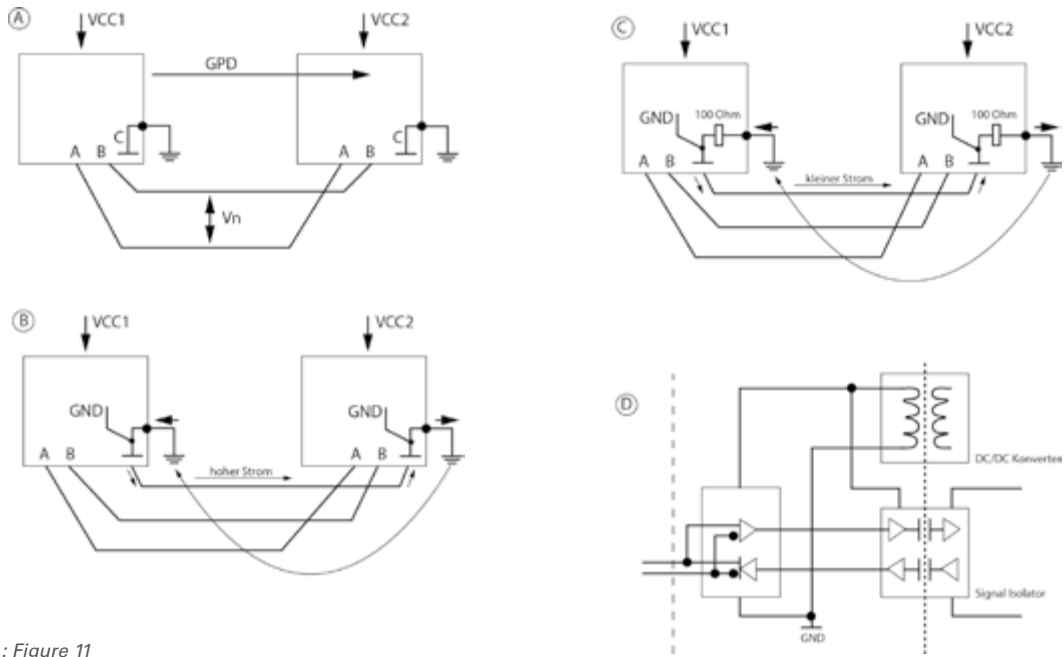 A
VCC1
VCC2
GPD
C
C
A B
A B
Vn
B
VCC1
VCC2
GND
GND
A B
A B
hoher Strom
C
VCC1
VCC2
GND
100 Ohm
GND
100 Ohm
A B
A B
kleiner Strom
D
DC/DC Konverter
Signal Isolator
GND
: Figure 11